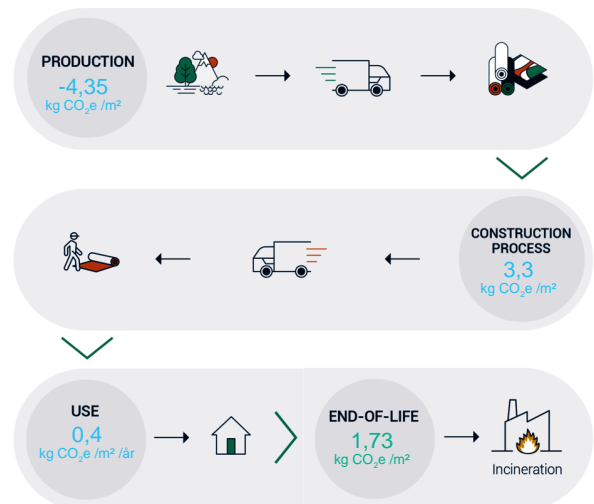 PRODUCTION
-4,35
kg CO₂e /m²
CONSTRUCTION
PROCESS
3,3
kg CO₂e /m²
USE
0,4
kg CO₂e /m² /år
END-OF-LIFE
1,73
kg CO₂e /m²
Incineration